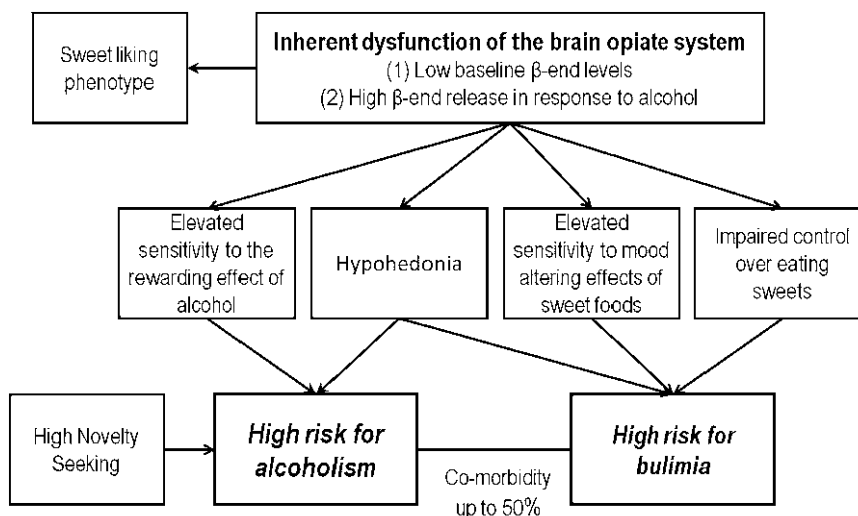 Sweet liking
phenotype
Inherent dysfunction of the brain opiate system
(1) Low baseline β-end levels
(2) High β-end release in response to alcohol
Elevated
sensitivity to the
rewarding effect of
alcohol
Hypohedonia
Elevated
sensitivity to mood
altering effects of
sweet foods
Impaired control
over eating
sweets
High Novelty
Seeking
High risk for
alcoholism
Co-morbidity
up to 50%
High risk for
bulimia